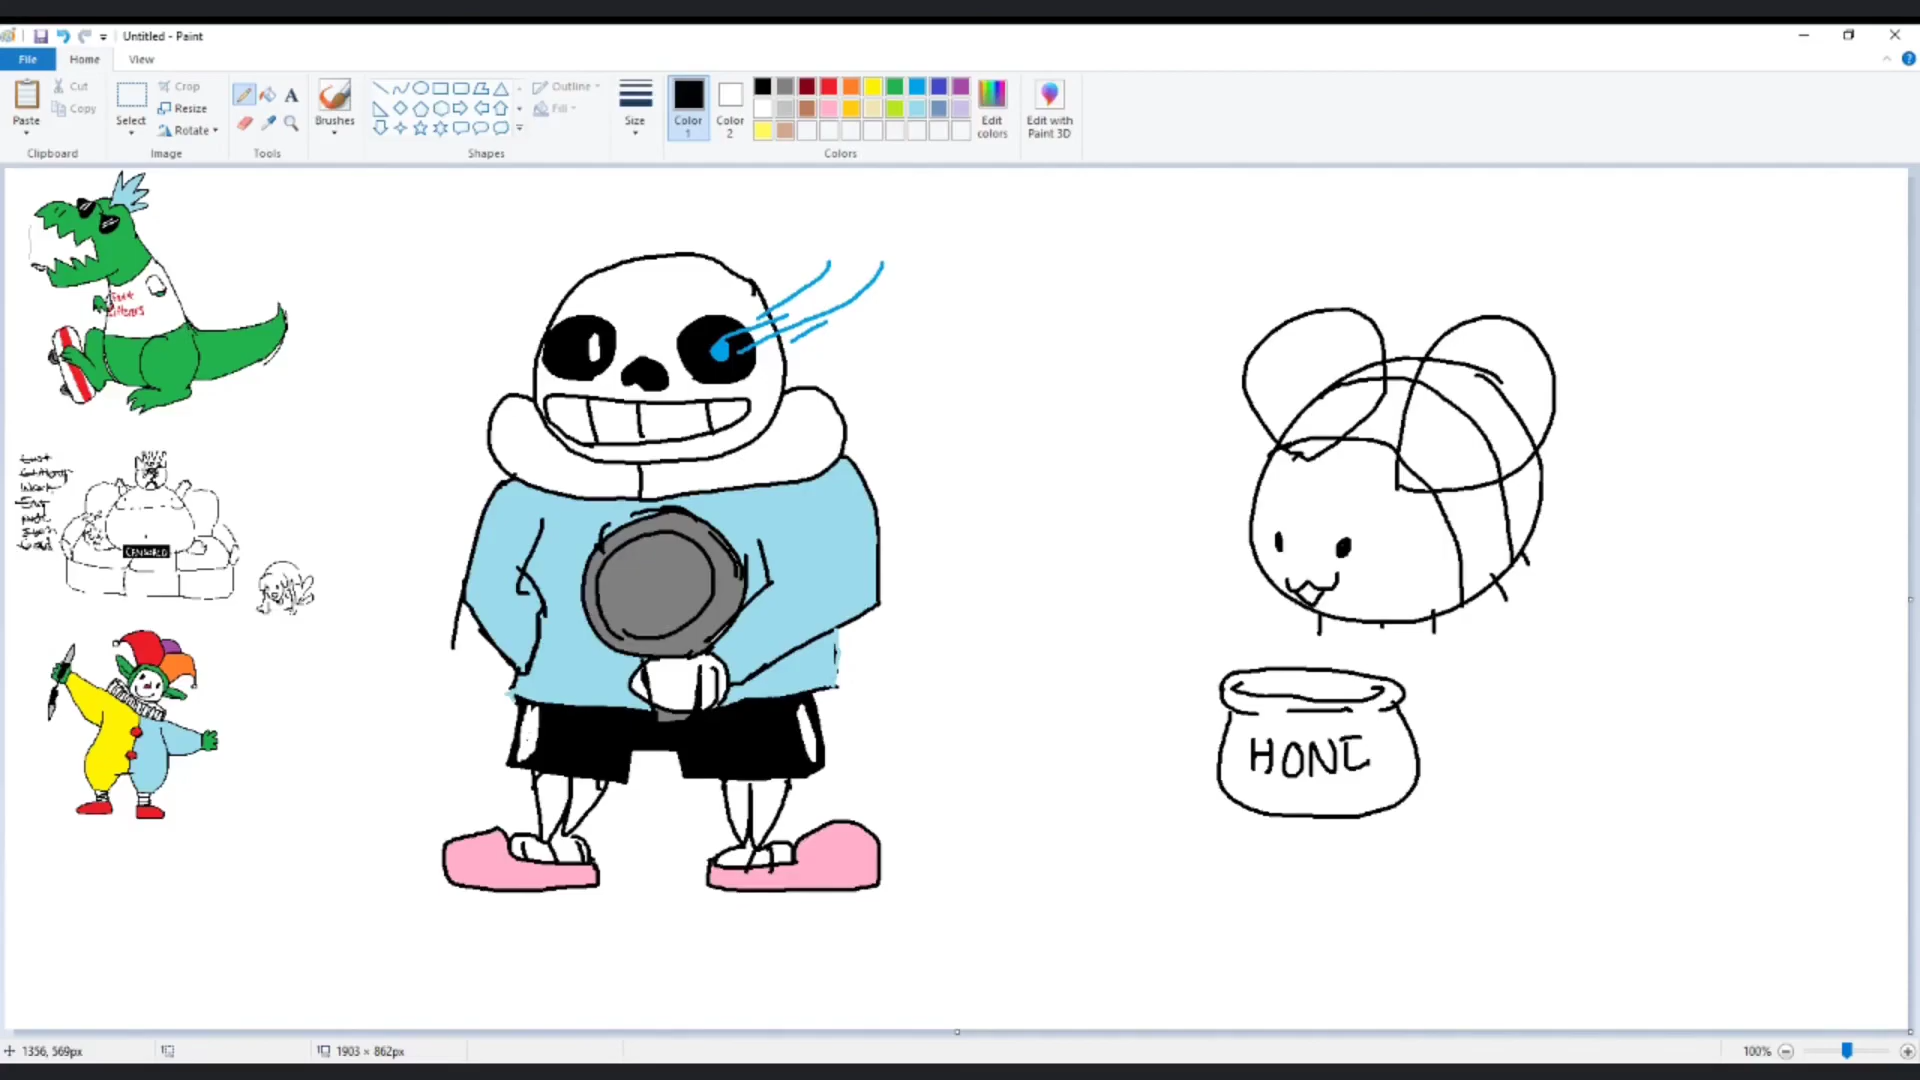 Untitled - Paint
File
Home
View
Paste
Cut
Copy
Clipboard
Select
Crop
Resize
Rotate
Image
Tools
Brushes
Shapes
Outline
Fill
Size
Color 1
Color 2
Colors
Edit colors
Edit with Paint 3D
Lust
CENSORED
HONE
1356, 569px
1903 × 862px
100%